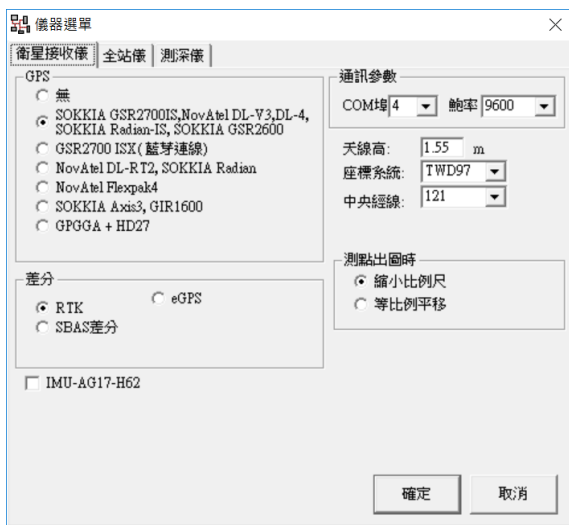 儀器選單
衛星接收儀 全站儀 測深儀
GPS
無
SOKKIA GSR2700IS,NovAtel DL-V3,DL-4,
SOKKIA Radian-IS, SOKKIA GSR2600
GSR2700 ISX(藍芽連線)
NovAtel DL-RT2, SOKKIA Radian
NovAtel Flexpak4
SOKKIA Axis3, GIR1600
GPGGA + HD27
差分
RTK
eGPS
SBAS差分
IMU-AG17-H62
通訊參數
COM埠 4 鮑率 9600
天線高: 1.55 m
座標系統: TWD97
中央經線: 121
測點出圖時
縮小比例尺
等比例平移
確定 取消